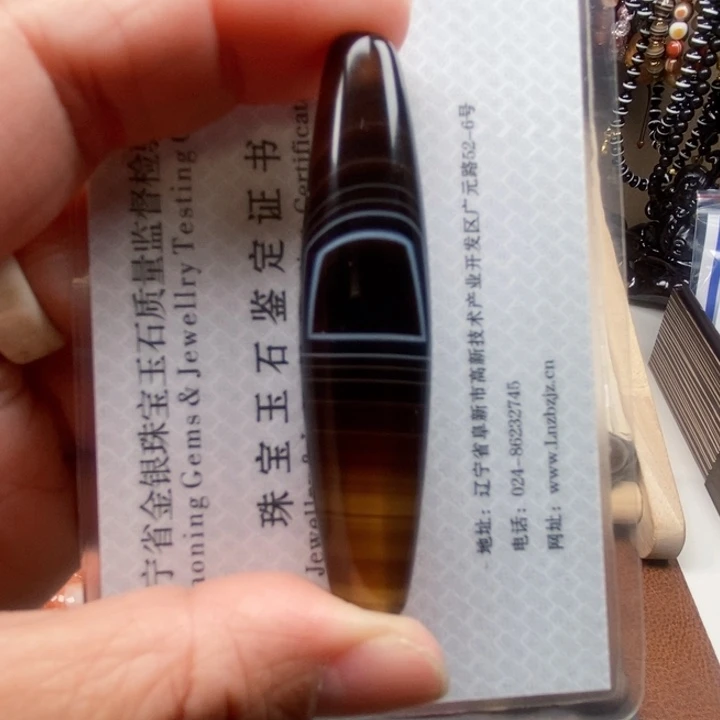 宁省金银珠宝玉石质量监督检
oning Gems & Jewellry Testing
珠宝玉石鉴定证书
Certificat
地址：辽宁省阜新市高新技术产业开发区广元路52-6号
电话：024-86232745
网址：www.lnzbzjz.cn